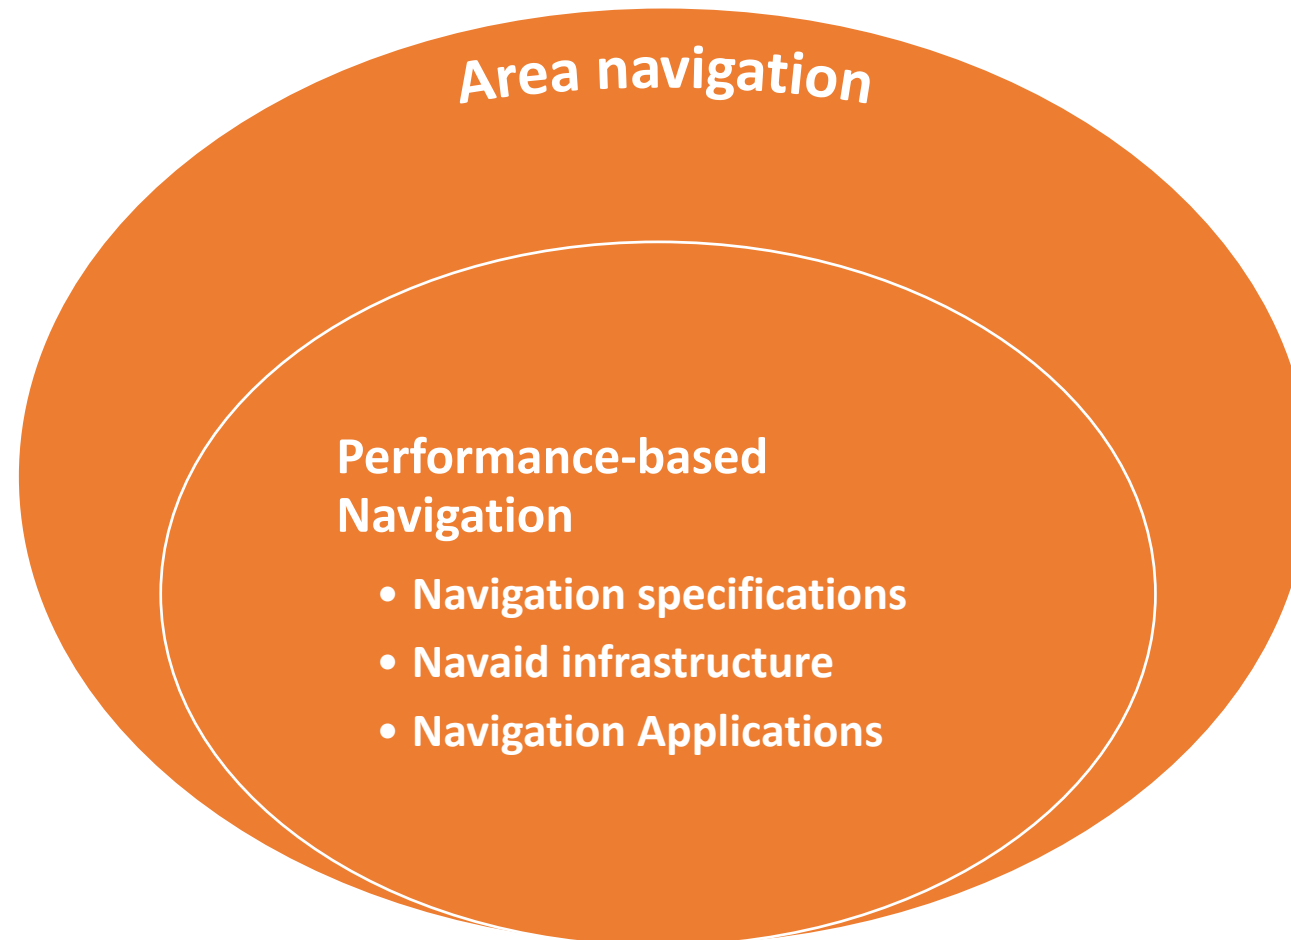 Area navigation
Performance-based
Navigation
• Navigation specifications
• Navaid infrastructure
• Navigation Applications